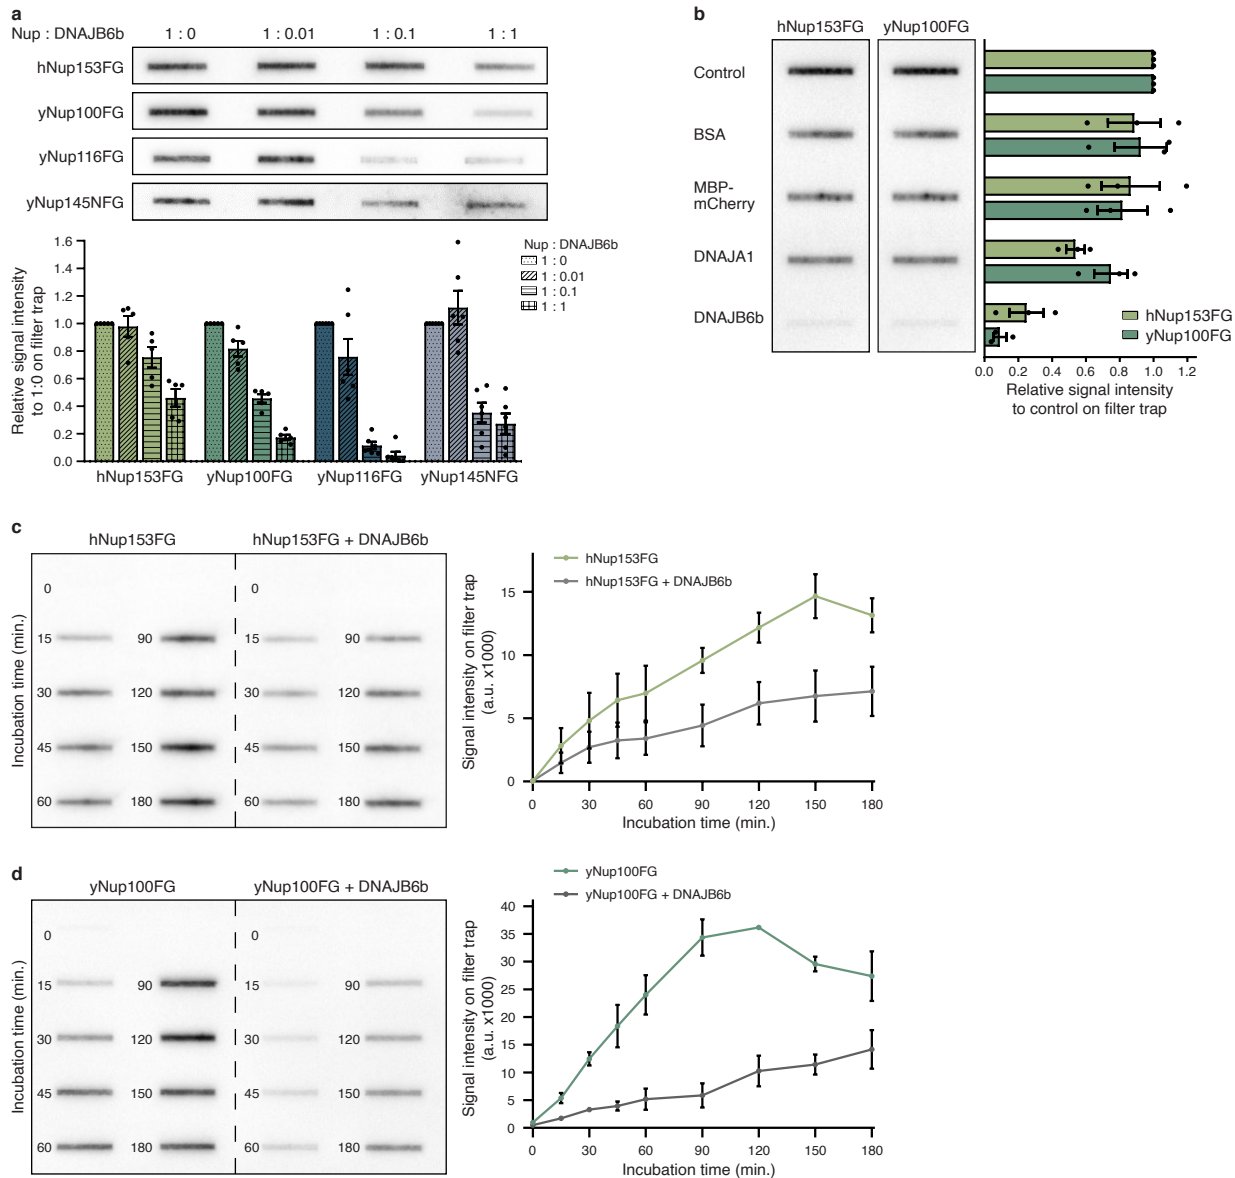 a
Nup : DNAJB6b 1 : 0 1 : 0.01 1 : 0.1 1 : 1
hNup153FG
yNup100FG
yNup116FG
yNup145NFG
Relative signal intensity
to 1:0 on filter trap
1.6
1.4
1.2
1.0
0.8
0.6
0.4
0.2
0.0
hNup153FG yNup100FG yNup116FG yNup145NFG
Nup : DNAJB6b
1 : 0
1 : 0.01
1 : 0.1
1 : 1
b
hNup153FG yNup100FG
Control
BSA
MBP-
mCherry
DNAJA1
DNAJB6b
hNup153FG
yNup100FG
0.0 0.2 0.4 0.6 0.8 1.0 1.2
Relative signal intensity
to control on filter trap
c
hNup153FG hNup153FG + DNAJB6b
Incubation time (min.)
0 0
15 90 15 90
30 120 30 120
45 150 45 150
60 180 60 180
hNup153FG
hNup153FG + DNAJB6b
Signal intensity on filter trap
(a.u. x1000)
15
10
5
0
0 30 60 90 120 150 180
Incubation time (min.)
d
yNup100FG yNup100FG + DNAJB6b
Incubation time (min.)
0 0
15 90 15 90
30 120 30 120
45 150 45 150
60 180 60 180
yNup100FG
yNup100FG + DNAJB6b
Signal intensity on filter trap
(a.u. x1000)
40
35
30
25
20
15
10
5
0
0 30 60 90 120 150 180
Incubation time (min.)